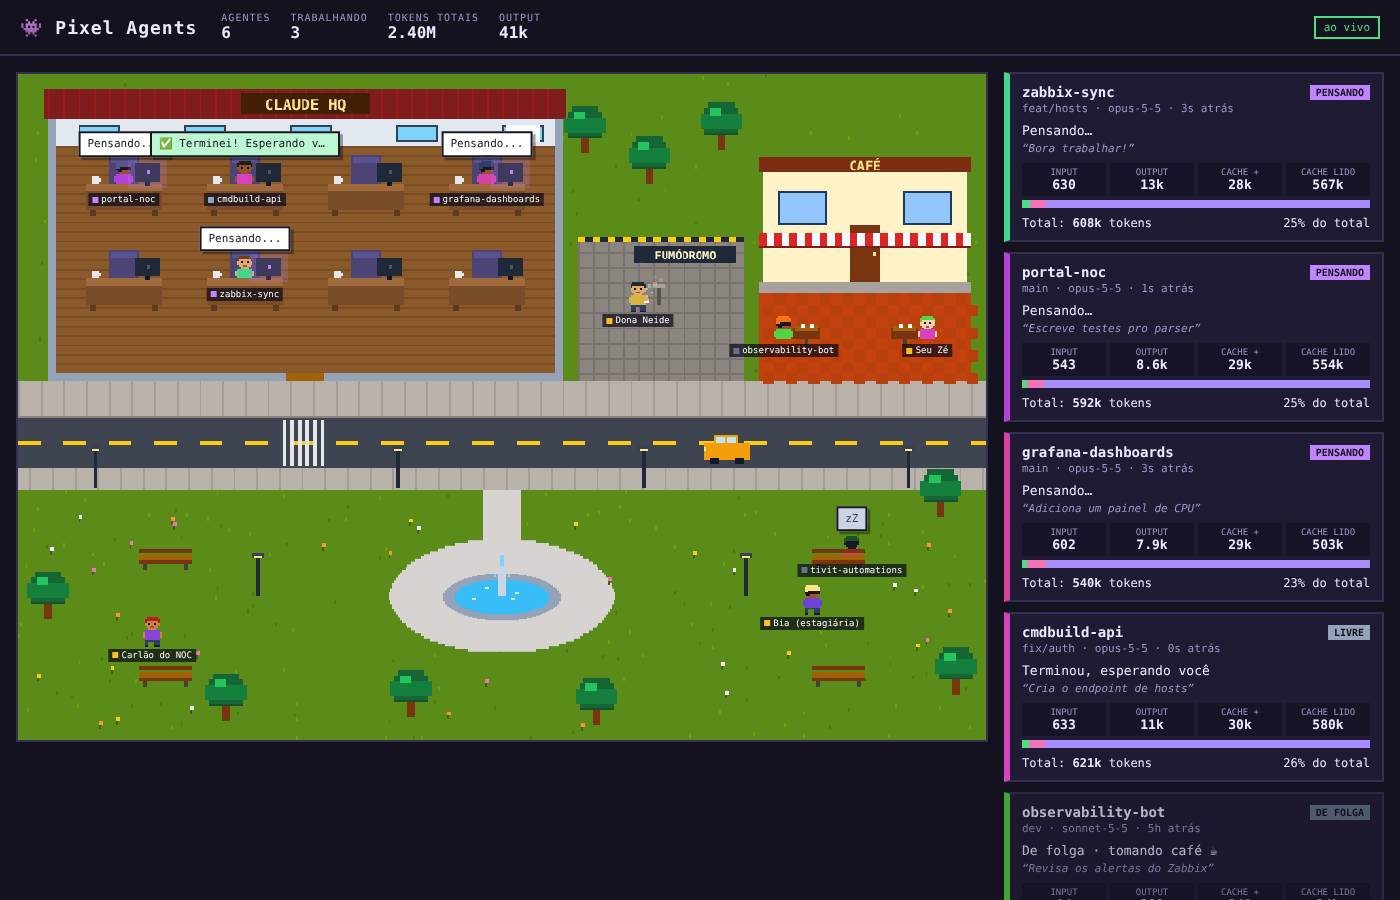 Pixel Agents
AGENTES
6
TRABALHANDO
3
TOKENS TOTAIS
2.40M
OUTPUT
41k
ao vivo
CLAUDE HQ
Pensando..
✅ Terminei! Esperando v…
Pensando...
portal-noc
cmdbuild-api
grafana-dashboards
Pensando...
zabbix-sync
FUMÓDROMO
Dona Neide
CAFÉ
observability-bot
Seu Zé
zZ
tivit-automations
Bia (estagiária)
Carlão do NOC
zabbix-sync
PENSANDO
feat/hosts · opus-5-5 · 3s atrás
Pensando…
“Bora trabalhar!”
INPUT
630
OUTPUT
13k
CACHE +
28k
CACHE LIDO
567k
Total: 608k tokens
25% do total
portal-noc
PENSANDO
main · opus-5-5 · 1s atrás
Pensando…
“Escreve testes pro parser”
INPUT
543
OUTPUT
8.6k
CACHE +
29k
CACHE LIDO
554k
Total: 592k tokens
25% do total
grafana-dashboards
PENSANDO
main · opus-5-5 · 3s atrás
Pensando…
“Adiciona um painel de CPU”
INPUT
602
OUTPUT
7.9k
CACHE +
29k
CACHE LIDO
503k
Total: 540k tokens
23% do total
cmdbuild-api
LIVRE
fix/auth · opus-5-5 · 0s atrás
Terminou, esperando você
“Cria o endpoint de hosts”
INPUT
633
OUTPUT
11k
CACHE +
30k
CACHE LIDO
580k
Total: 621k tokens
26% do total
observability-bot
DE FOLGA
dev · sonnet-5-5 · 5h atrás
De folga · tomando café ☕
“Revisa os alertas do Zabbix”
INPUT
OUTPUT
CACHE +
CACHE LIDO